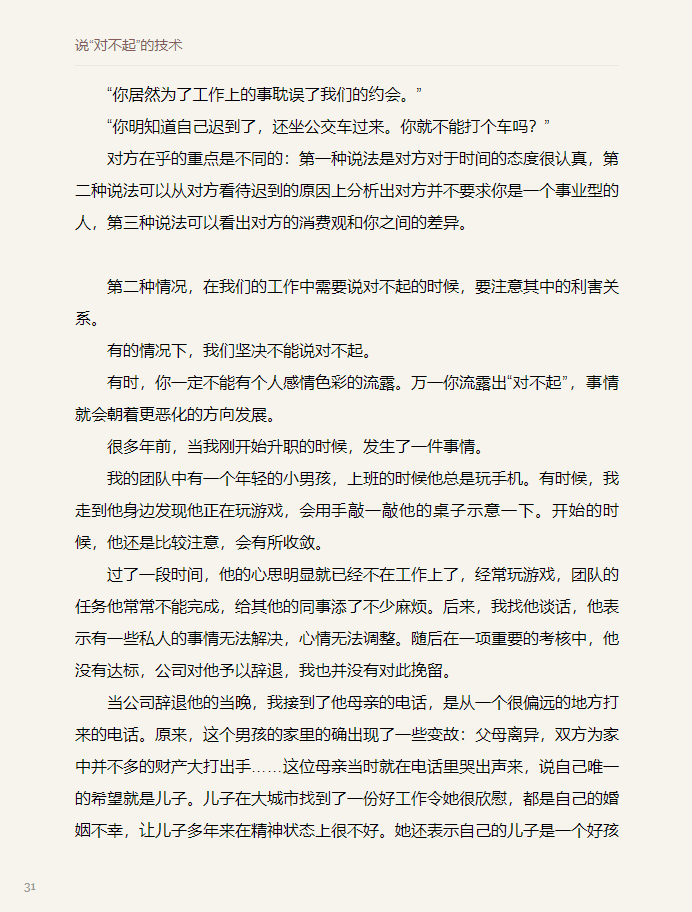 说“对不起”的技术
“你居然为了工作上的事耽误了我们的约会。”
“你明知道自己迟到了，还坐公交车过来。你就不能打个车吗？”
对方在乎的重点是不同的：第一种说法是对方对于时间的态度很认真，第
二种说法可以从对方看待迟到的原因上分析出对方并不要求你是一个事业型的
人，第三种说法可以看出对方的消费观和你之间的差异。
第二种情况，在我们的工作中需要说对不起的时候，要注意其中的利害关
系。
有的情况下，我们坚决不能说对不起。
有时，你一定不能有个人感情色彩的流露。万一你流露出“对不起”，事情
就会朝着更恶化的方向发展。
很多年前，当我刚开始升职的时候，发生了一件事情。
我的团队中有一个年轻的小男孩，上班的时候他总是玩手机。有时候，我
走到他身边发现他正在玩游戏，会用手敲一敲他的桌子示意一下。开始的时
候，他还是比较注意，会有所收敛。
过了一段时间，他的心思明显就已经不在工作上了，经常玩游戏，团队的
任务他常常不能完成，给其他的同事添了不少麻烦。后来，我找他谈话，他表
示有一些私人的事情无法解决，心情无法调整。随后在一项重要的考核中，他
没有达标，公司对他予以辞退，我也并没有对此挽留。
当公司辞退他的当晚，我接到了他母亲的电话，是从一个很偏远的地方打
来的电话。原来，这个男孩的家里的确出现了一些变故：父母离异，双方为家
中并不多的财产大打出手……这位母亲当时就在电话里哭出声来，说自己唯一
的希望就是儿子。儿子在大城市找到了一份好工作令她很欣慰，都是自己的婚
姻不幸，让儿子多年来在精神状态上很不好。她还表示自己的儿子是一个好孩
31